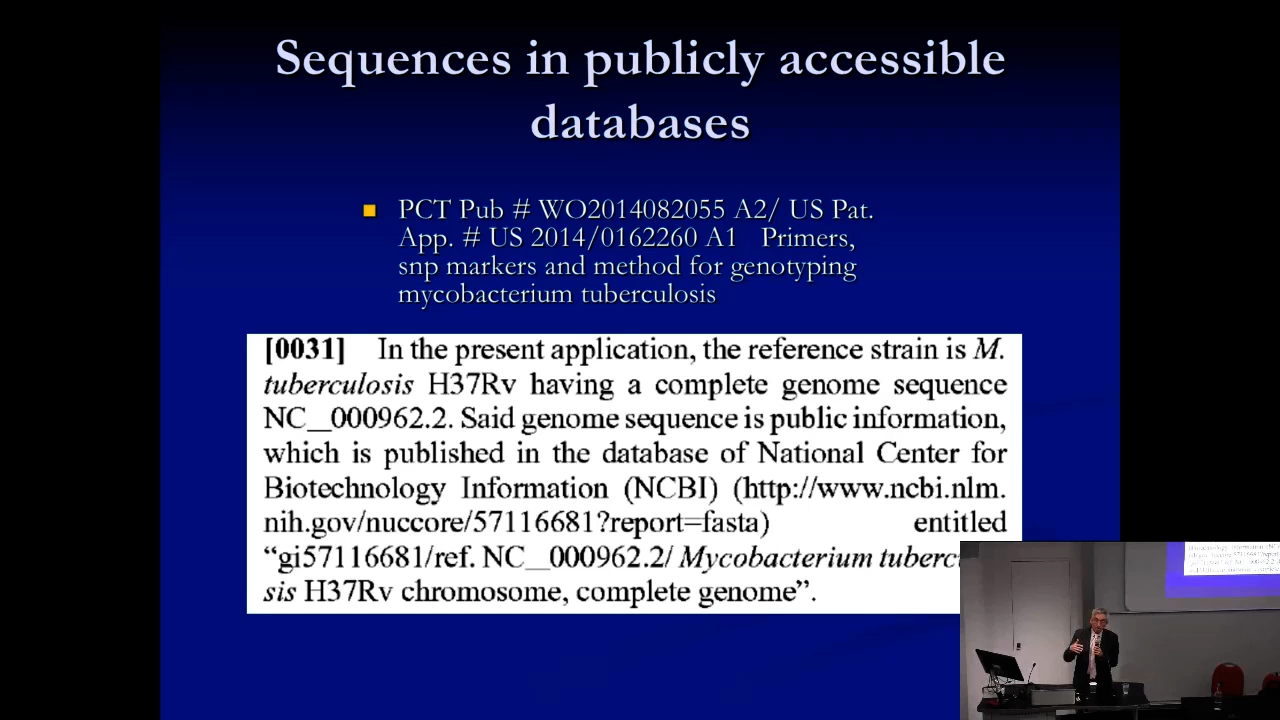 Sequences in publicly accessible
databases
PCT Pub # WO2014082055 A2/ US Pat.
App. # US 2014/0162260 A1 Primers,
snp markers and method for genotyping
mycobacterium tuberculosis
[0031] In the present application, the reference strain is M.
tuberculosis H37Rv having a complete genome sequence
NC_000962.2. Said genome sequence is public information,
which is published in the database of National Center for
Biotechnology Information (NCBI) (http://www.ncbi.nlm.
nih.gov/nuccore/57116681?report=fasta) entitled
“gi57116681/ref. NC_000962.2/ Mycobacterium
sis H37Rv chromosome, complete genome”.